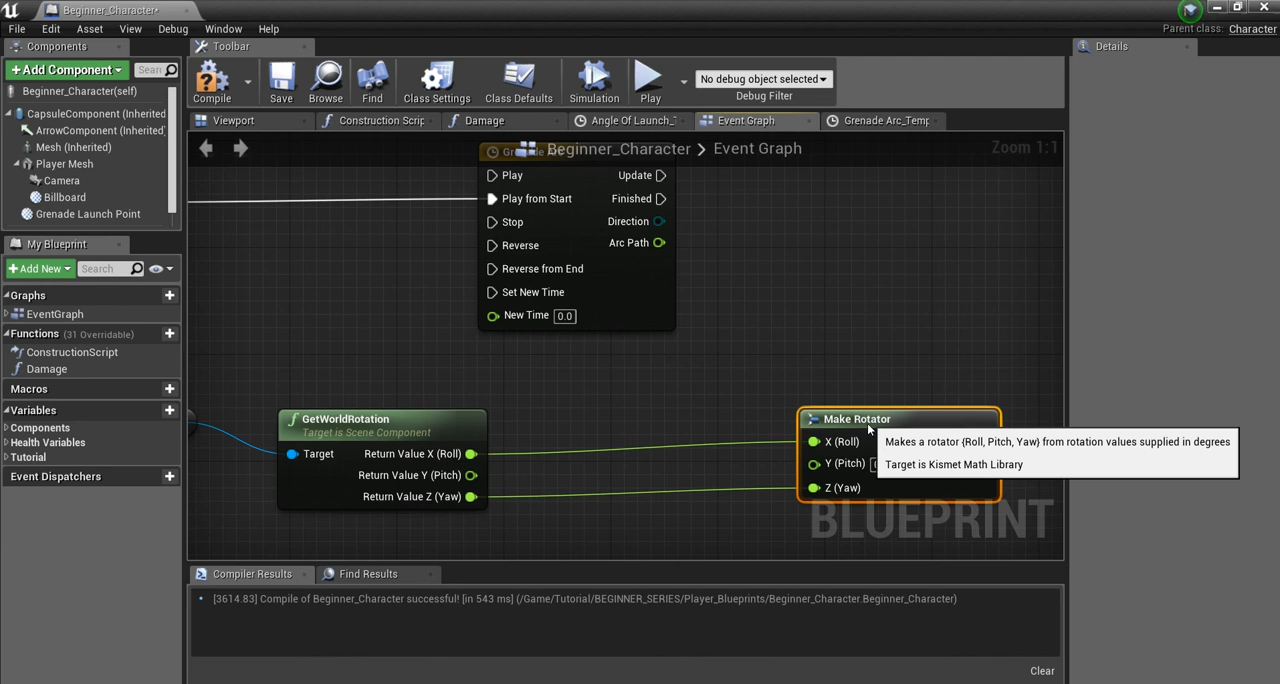 Beginner_Character*
File Edit Asset View Debug Window Help
Parent class: Character
Components
Toolbar
Details
+Add Component
Sear
Beginner_Character(self)
CapsuleComponent (Inherited
ArrowComponent (Inherited)
Mesh (Inherited)
Player Mesh
Camera
Billboard
Grenade Launch Point
Compile
Save
Browse
Find
Class Settings
Class Defaults
Simulation
Play
No debug object selected
Debug Filter
Viewport
Construction Scrip
Damage
Angle Of Launch_T
Event Graph
Grenade Arc_Temp
Beginner_Character > Event Graph
Zoom 1:1
My Blueprint
+Add New
Search
Graphs
EventGraph
Functions (31 Overridable)
ConstructionScript
Damage
Macros
Variables
Components
Health Variables
Tutorial
Event Dispatchers
Play
Update
Play from Start
Finished
Stop
Direction
Reverse
Arc Path
Reverse from End
Set New Time
New Time 0.0
GetWorldRotation
Target is Scene Component
Target
Return Value X (Roll)
Return Value Y (Pitch)
Return Value Z (Yaw)
Make Rotator
X (Roll)
Y (Pitch)
Z (Yaw)
Makes a rotator {Roll, Pitch, Yaw} from rotation values supplied in degrees
Target is Kismet Math Library
BLUEPRINT
Compiler Results
Find Results
[3614.83] Compile of Beginner_Character successful! [in 543 ms] (/Game/Tutorial/BEGINNER_SERIES/Player_Blueprints/Beginner_Character.Beginner_Character)
Clear